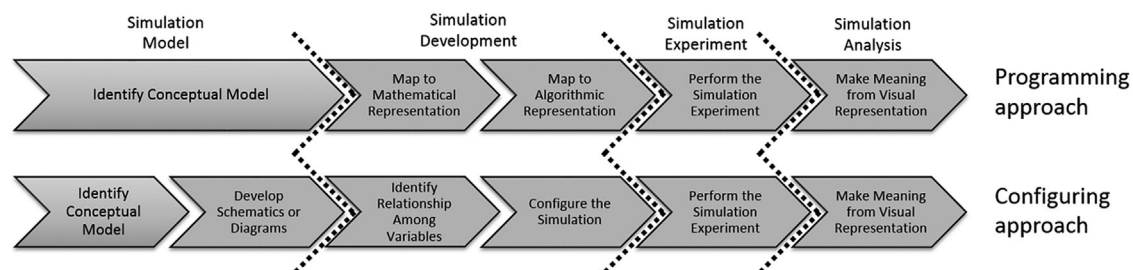 Simulation
Model
Simulation
Development
Simulation
Experiment
Simulation
Analysis
Identify Conceptual Model
Map to
Mathematical
Representation
Map to
Algorithmic
Representation
Perform the
Simulation
Experiment
Make Meaning
from Visual
Representation
Programming
approach
Identify
Conceptual
Model
Develop
Schematics or
Diagrams
Identify
Relationship
Among
Variables
Configure the
Simulation
Perform the
Simulation
Experiment
Make Meaning
from Visual
Representation
Configuring
approach